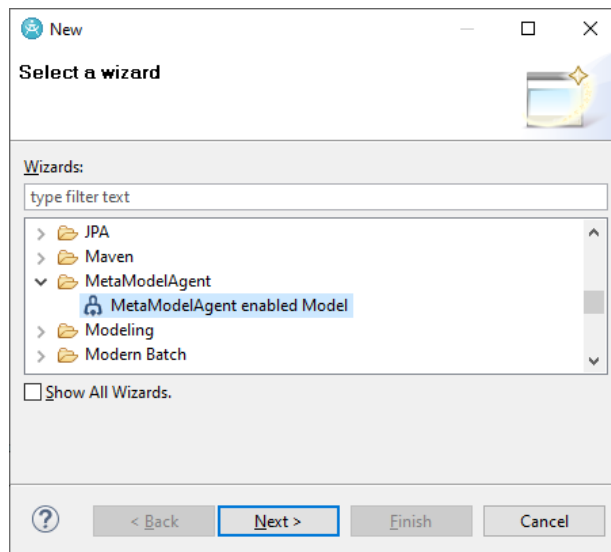 New
Select a wizard
Wizards:
type filter text
JPA
Maven
MetaModelAgent
MetaModelAgent enabled Model
Modeling
Modern Batch
Show All Wizards.
? < Back Next > Finish Cancel